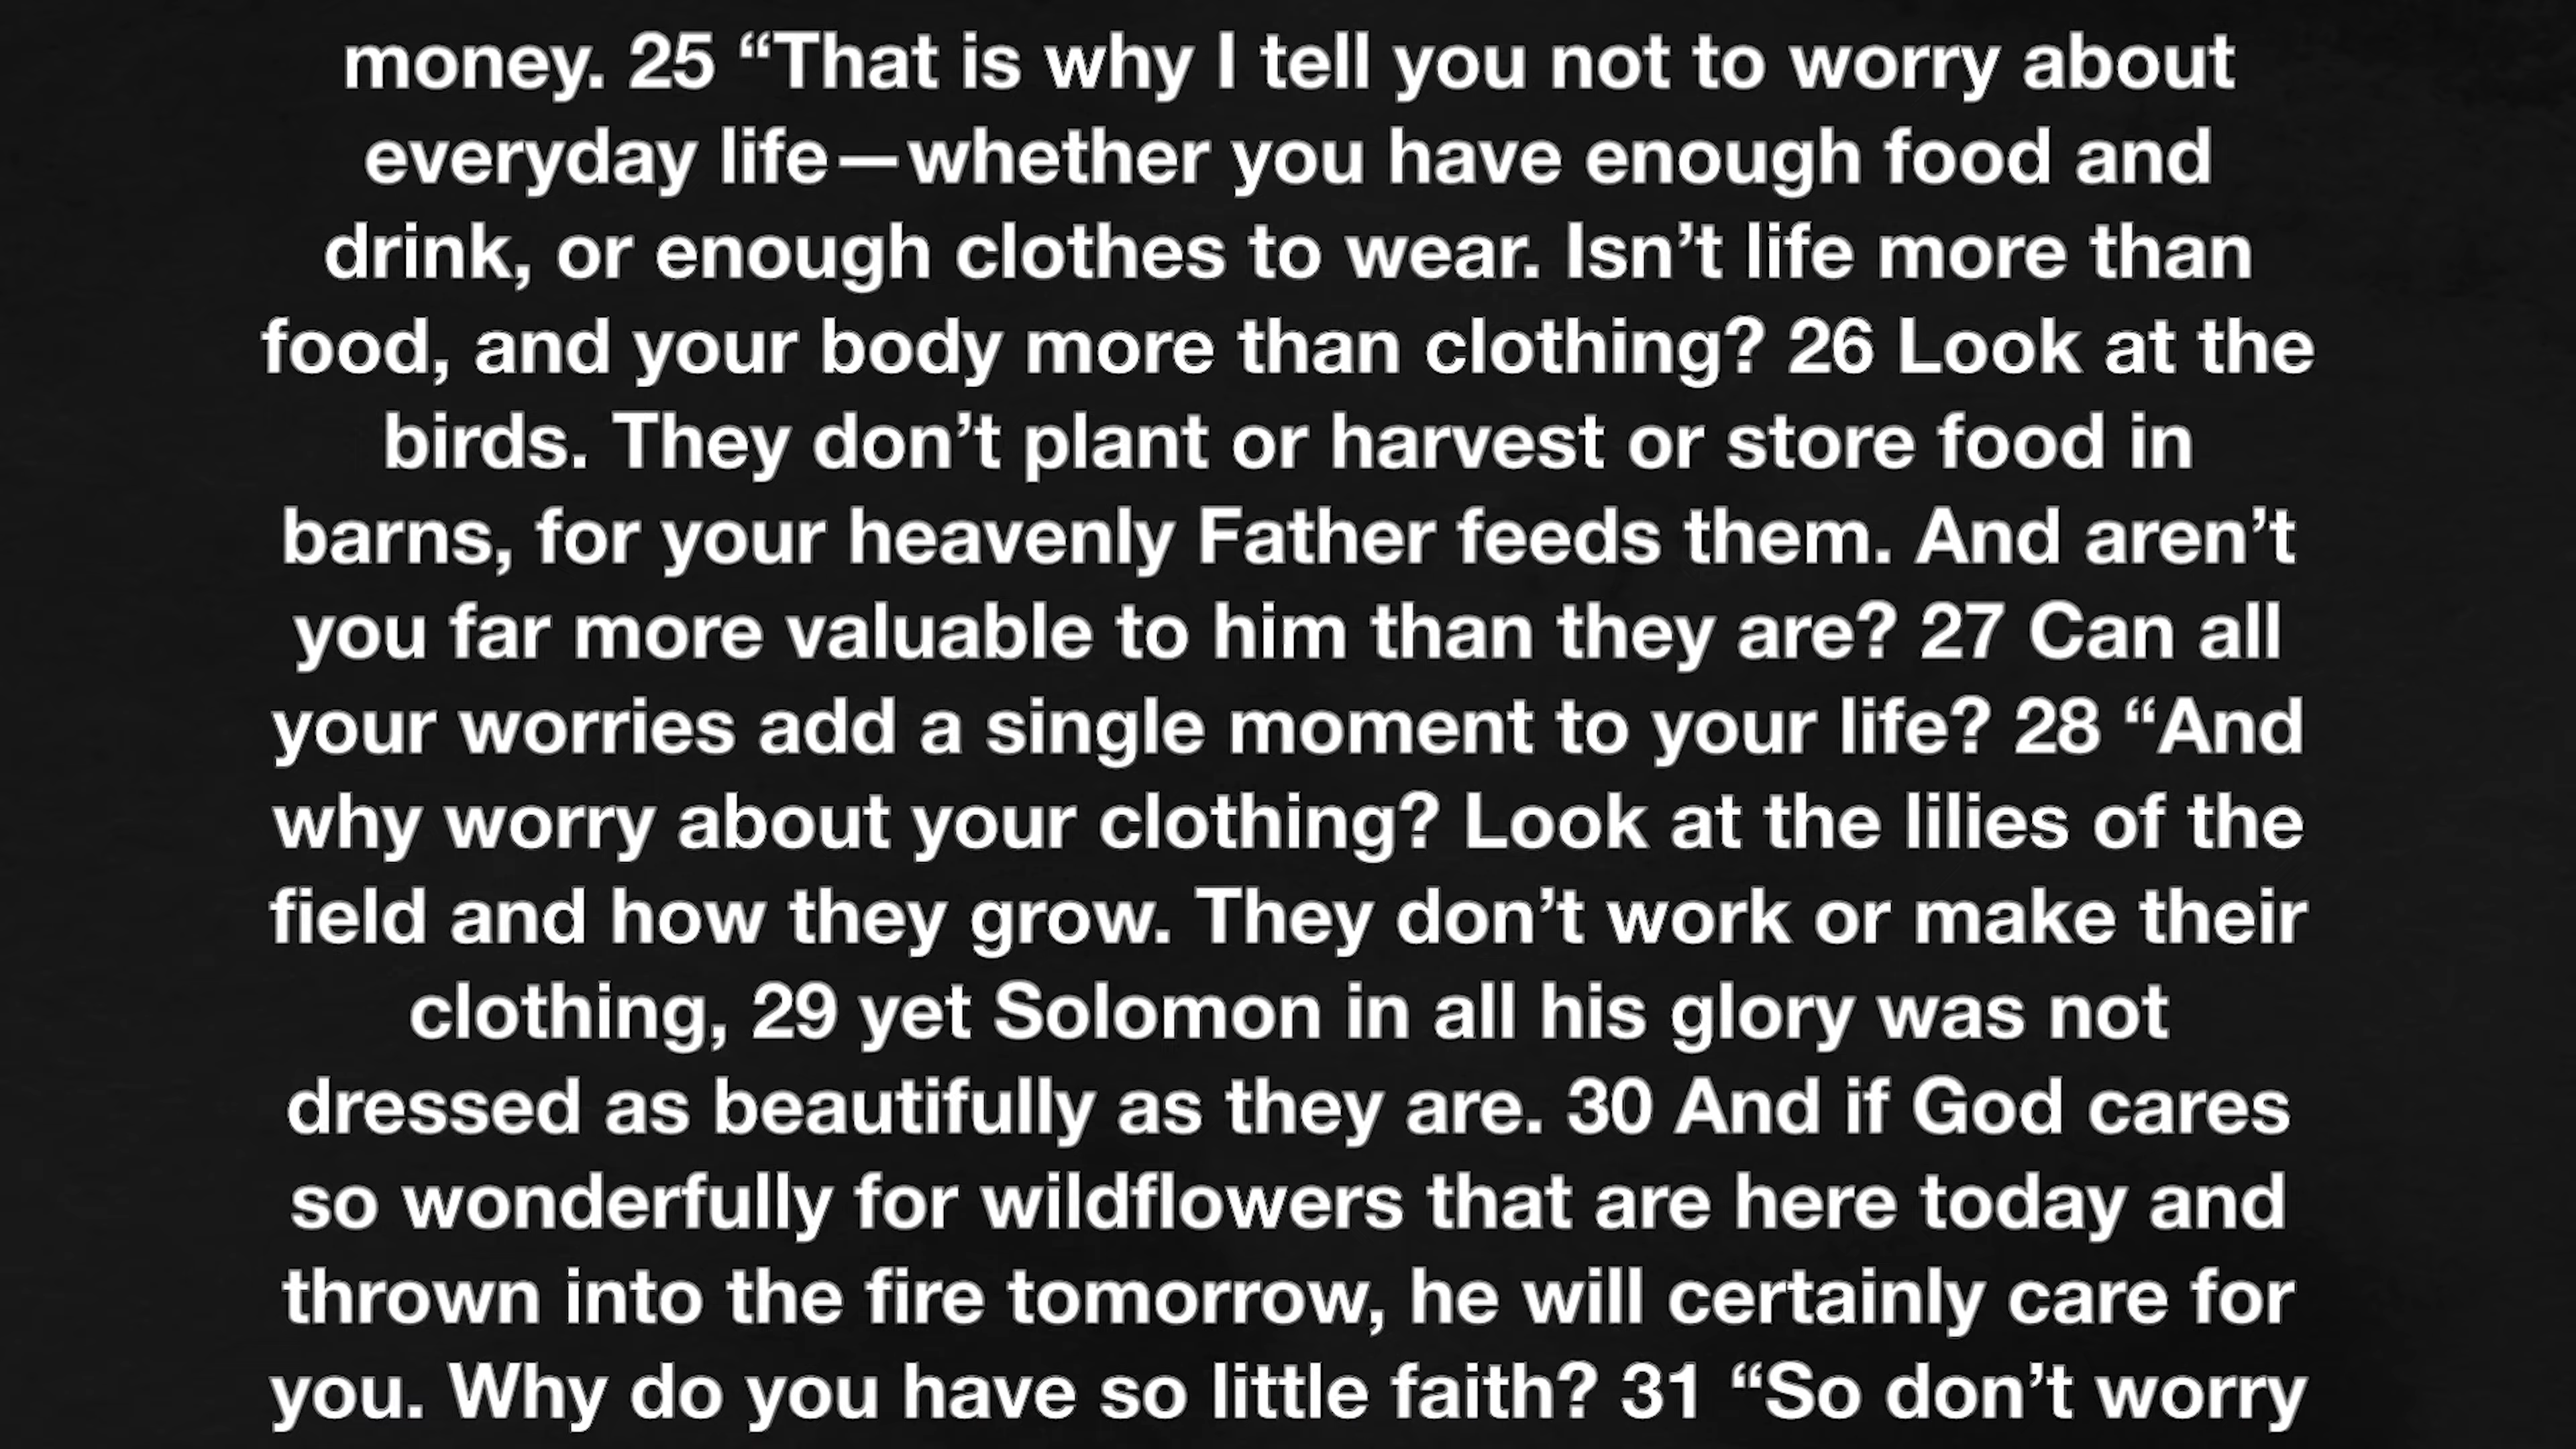 money. 25 “That is why I tell you not to worry about
everyday life—whether you have enough food and
drink, or enough clothes to wear. Isn’t life more than
food, and your body more than clothing? 26 Look at the
birds. They don’t plant or harvest or store food in
barns, for your heavenly Father feeds them. And aren’t
you far more valuable to him than they are? 27 Can all
your worries add a single moment to your life? 28 “And
why worry about your clothing? Look at the lilies of the
field and how they grow. They don’t work or make their
clothing, 29 yet Solomon in all his glory was not
dressed as beautifully as they are. 30 And if God cares
so wonderfully for wildflowers that are here today and
thrown into the fire tomorrow, he will certainly care for
you. Why do you have so little faith? 31 “So don’t worry